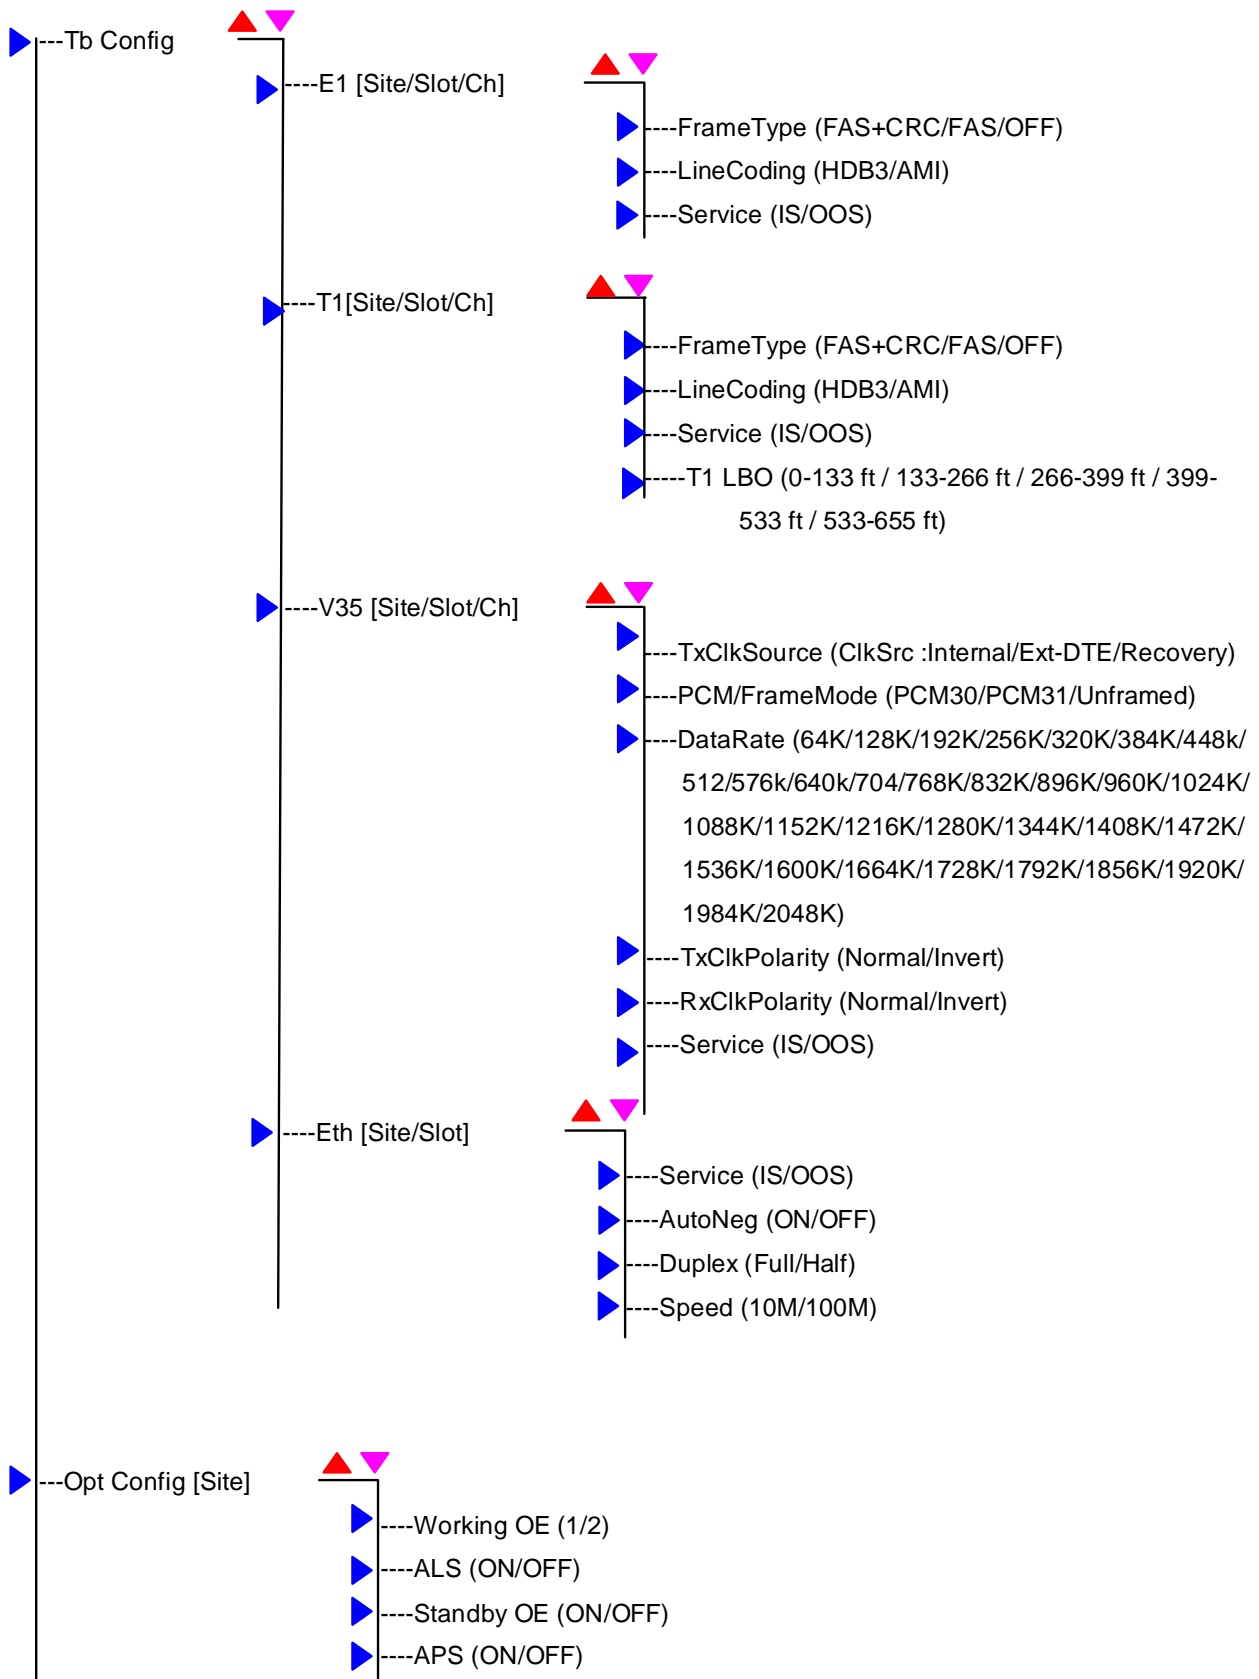 ---Tb Config
----E1 [Site/Slot/Ch]
----FrameType (FAS+CRC/FAS/OFF)
----LineCoding (HDB3/AMI)
----Service (IS/OOS)
----T1[Site/Slot/Ch]
----FrameType (FAS+CRC/FAS/OFF)
----LineCoding (HDB3/AMI)
----Service (IS/OOS)
-----T1 LBO (0-133 ft / 133-266 ft / 266-399 ft / 399-
533 ft / 533-655 ft)
----V35 [Site/Slot/Ch]
----TxClkSource (ClkSrc :Internal/Ext-DTE/Recovery)
----PCM/FrameMode (PCM30/PCM31/Unframed)
----DataRate (64K/128K/192K/256K/320K/384K/448k/
512/576k/640k/704/768K/832K/896K/960K/1024K/
1088K/1152K/1216K/1280K/1344K/1408K/1472K/
1536K/1600K/1664K/1728K/1792K/1856K/1920K/
1984K/2048K)
----TxClkPolarity (Normal/Invert)
----RxClkPolarity (Normal/Invert)
----Service (IS/OOS)
----Eth [Site/Slot]
----Service (IS/OOS)
----AutoNeg (ON/OFF)
----Duplex (Full/Half)
----Speed (10M/100M)
---Opt Config [Site]
----Working OE (1/2)
----ALS (ON/OFF)
----Standby OE (ON/OFF)
----APS (ON/OFF)